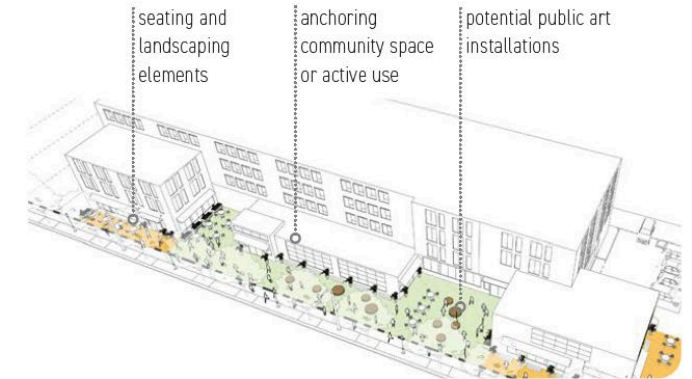 seating and
landscaping
elements
anchoring
community space
or active use
potential public art
installations